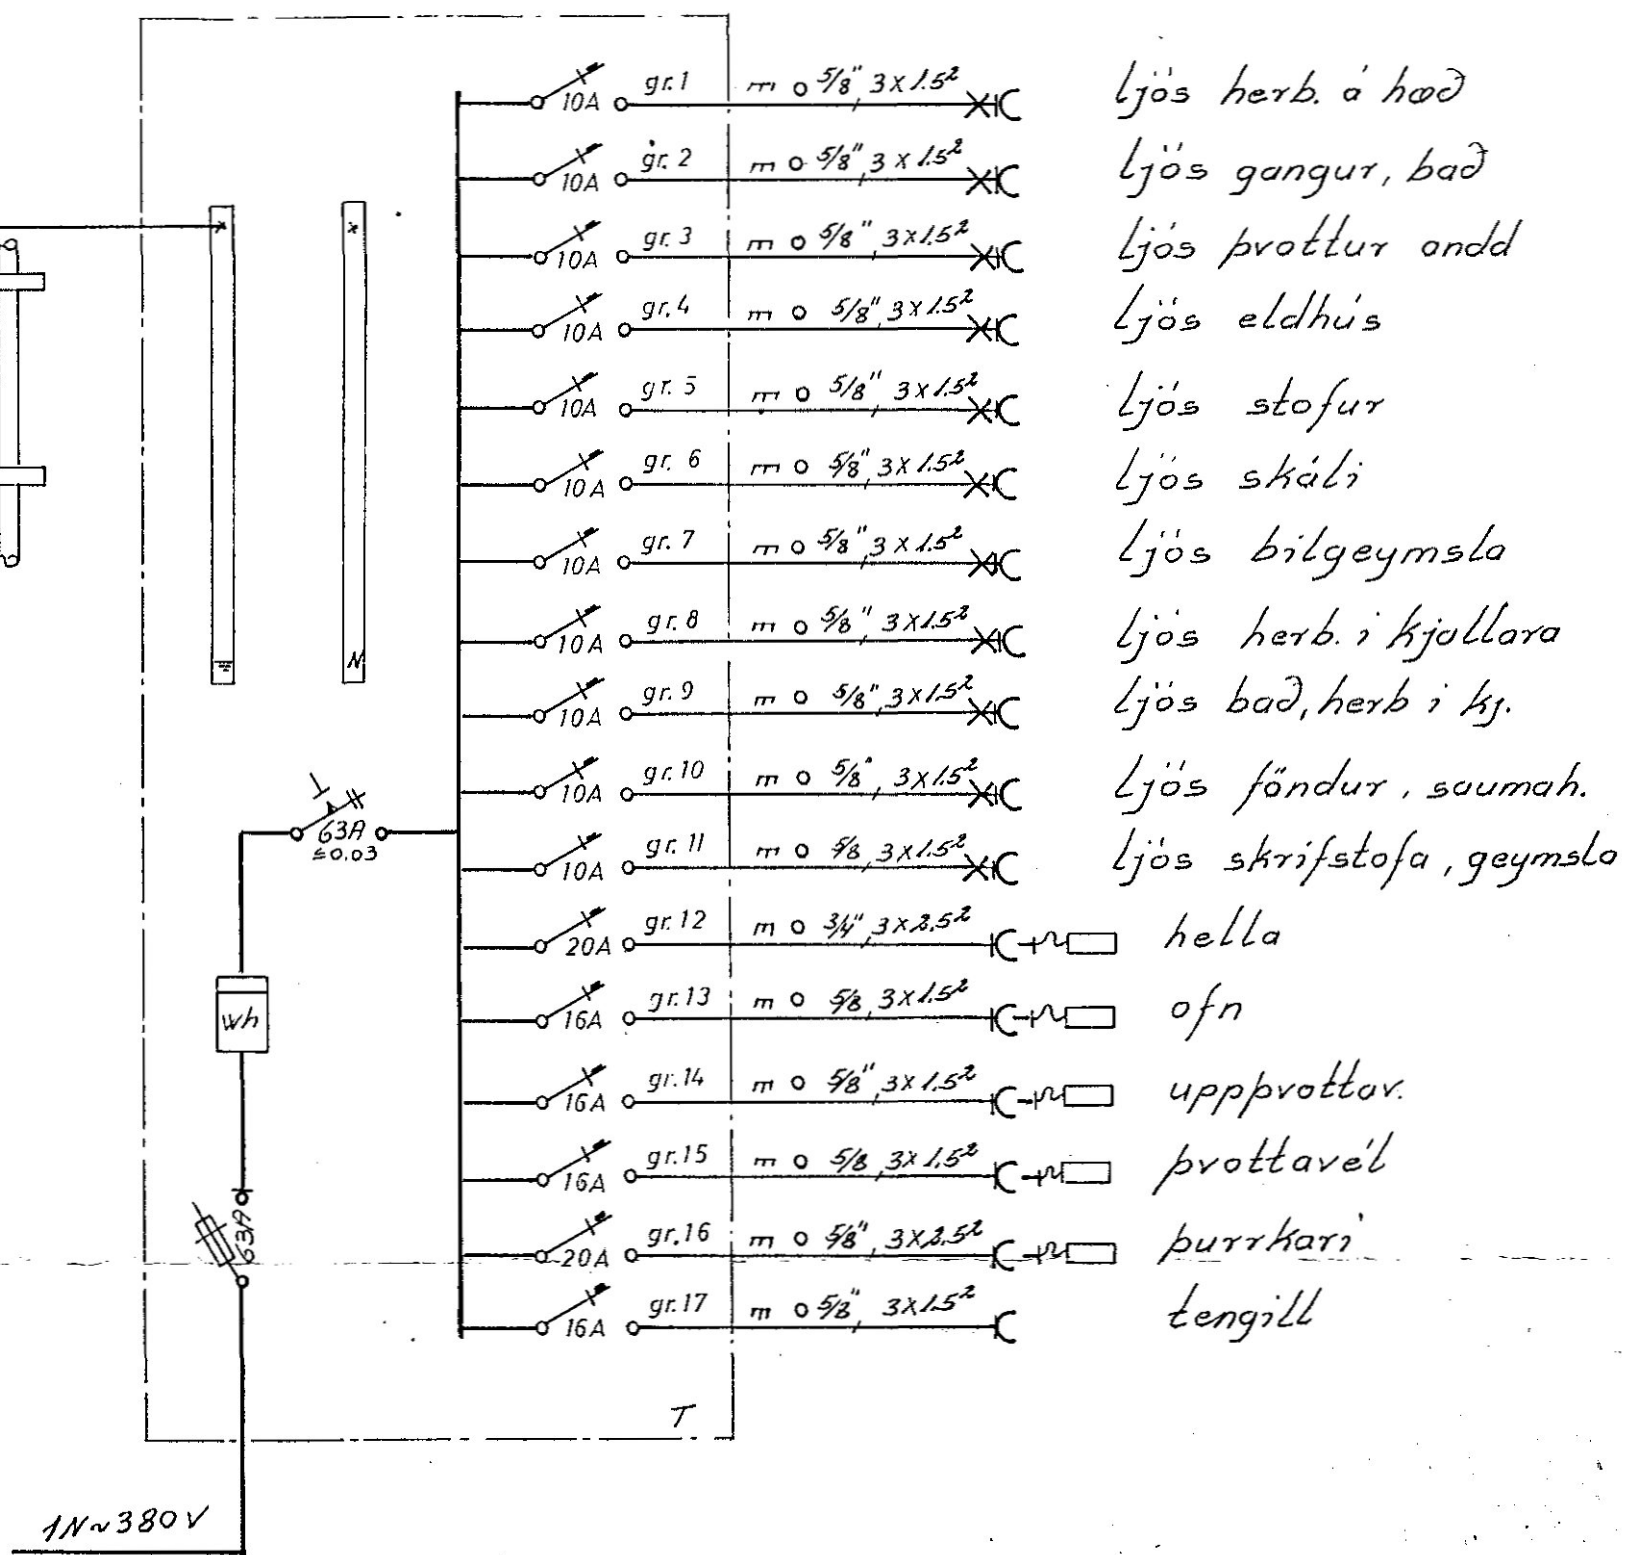 10A gr.1 m o 5/8", 3x1.5² ljós herb. á hæð
10A gr.2 m o 5/8", 3x1.5² ljós gangur, bað
10A gr.3 m o 5/8", 3x1.5² ljós þvottur andd
10A gr.4 m o 5/8", 3x1.5² ljós eldhús
10A gr.5 m o 5/8", 3x1.5² ljós stofur
10A gr.6 m o 5/8", 3x1.5² ljós skáli
10A gr.7 m o 5/8", 3x1.5² ljós bilgeymsla
10A gr.8 m o 5/8", 3x1.5² ljós herb. i kjallara
N
10A gr.9 m o 5/8", 3x1.5² ljós bað, herb i kj.
10A gr.10 m o 5/8", 3x1.5² ljós föndur, saumah.
63A
≤0.03
10A gr.11 m o 5/8, 3x1.5² ljós skrifstofa, geymsla
20A gr.12 m o 3/4", 3x2.5² hella
wh
16A gr.13 m o 5/8, 3x1.5² ofn
16A gr.14 m o 5/8", 3x1.5² uppþvottav.
16A gr.15 m o 5/8, 3x1.5² þvottavél
63A
20A gr.16 m o 5/8", 3x2.5² þurrkari
16A gr.17 m o 5/8", 3x1.5² tengill
T
1N~380V